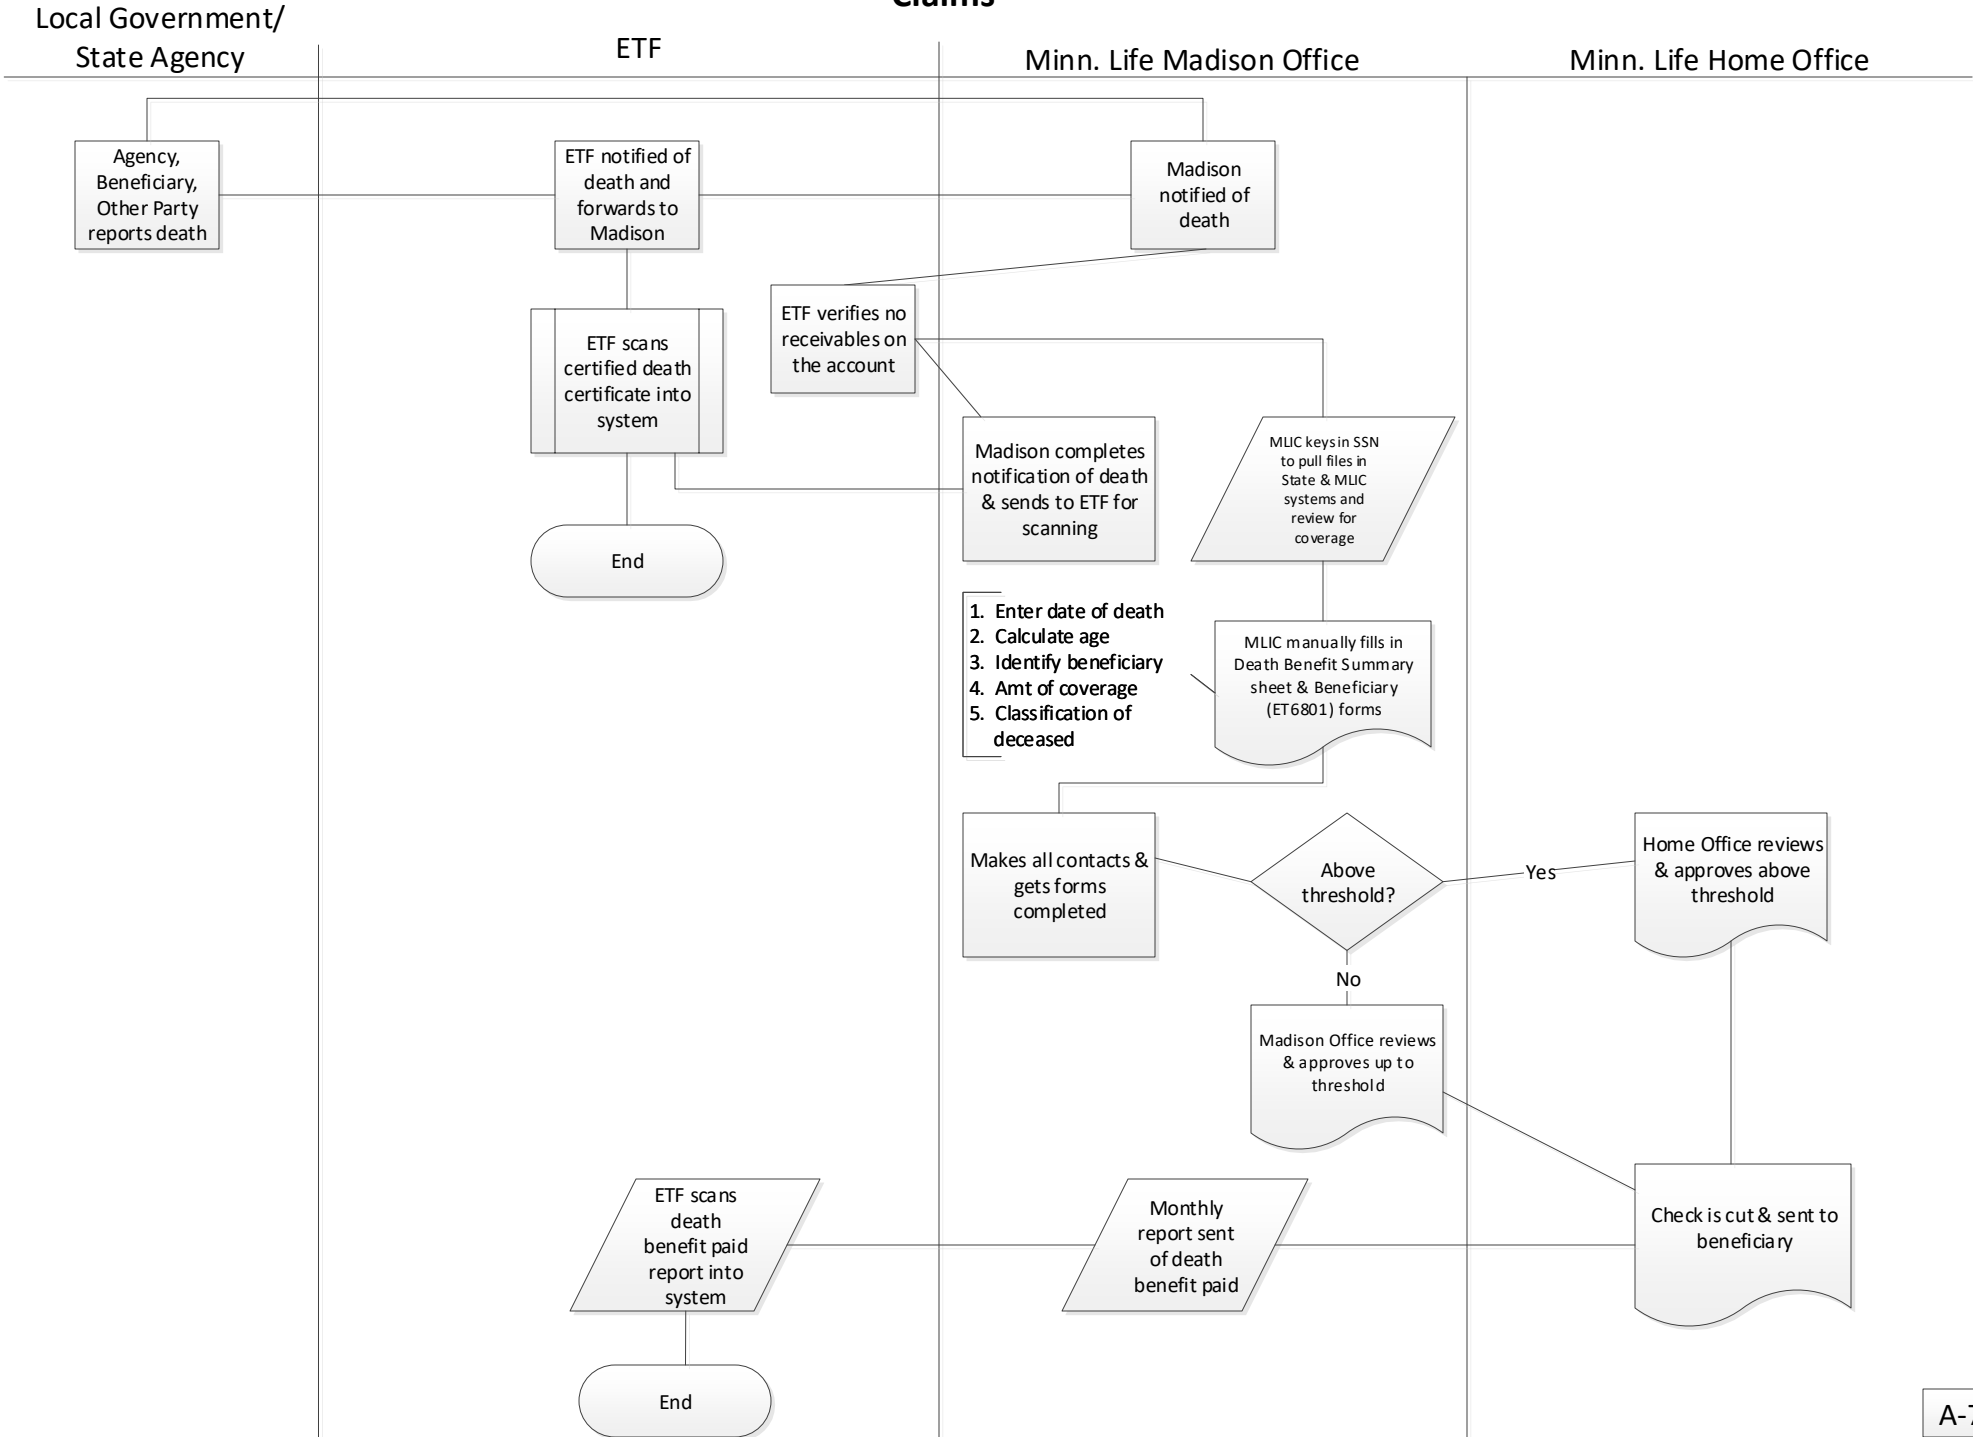 Claims
Local Government/
State Agency
ETF
Minn. Life Madison Office
Minn. Life Home Office
Agency,
Beneficiary,
Other Party
reports death
ETF notified of
death and
forwards to
Madison
Madison
notified of
death
ETF verifies no
receivables on
the account
ETF scans
certified death
certificate into
system
Madison completes
notification of death
& sends to ETF for
scanning
MLIC keys in SSN
to pull files in
State & MLIC
systems and
review for
coverage
End
1. Enter date of death
2. Calculate age
3. Identify beneficiary
4. Amt of coverage
5. Classification of
deceased
MLIC manually fills in
Death Benefit Summary
sheet & Beneficiary
(ET6801) forms
Makes all contacts &
gets forms
completed
Above
threshold?
Yes
Home Office reviews
& approves above
threshold
No
Madison Office reviews
& approves up to
threshold
ETF scans
death
benefit paid
report into
system
Monthly
report sent
of death
benefit paid
Check is cut & sent to
beneficiary
End
A-7